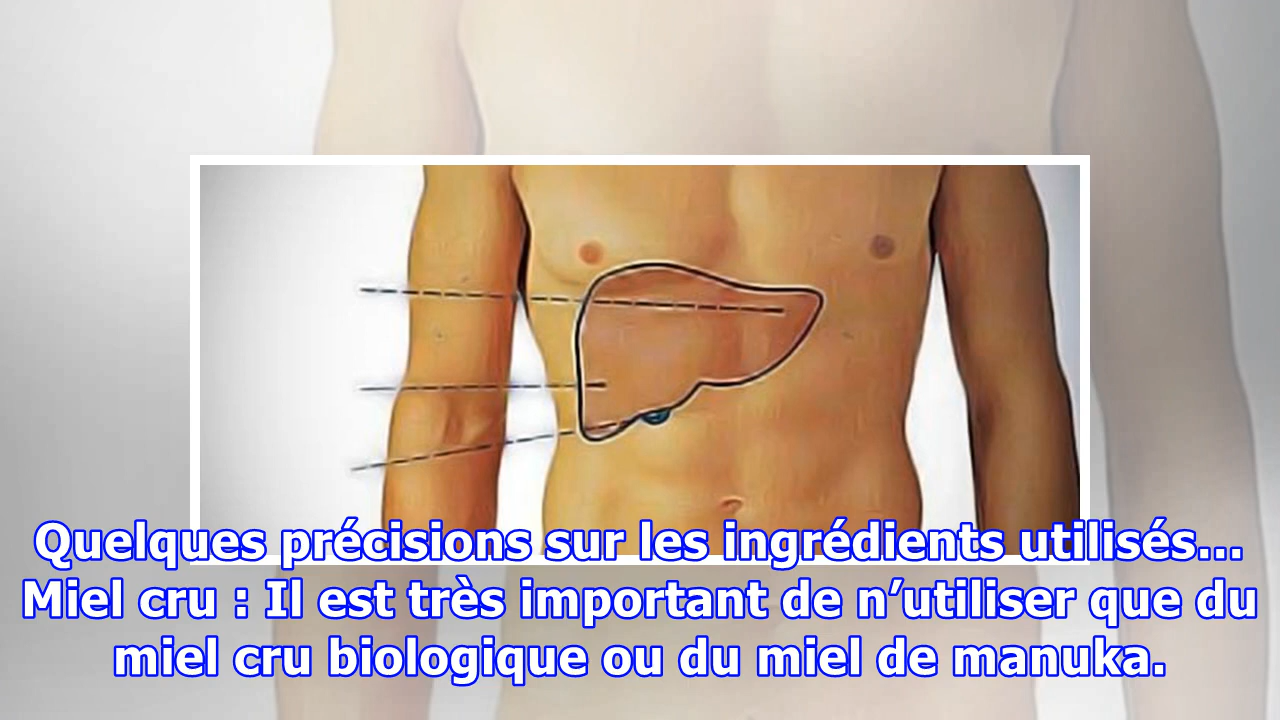 Quelques précisions sur les ingrédients utilisés...
Miel cru : Il est très important de n’utiliser que du
miel cru biologique ou du miel de manuka.